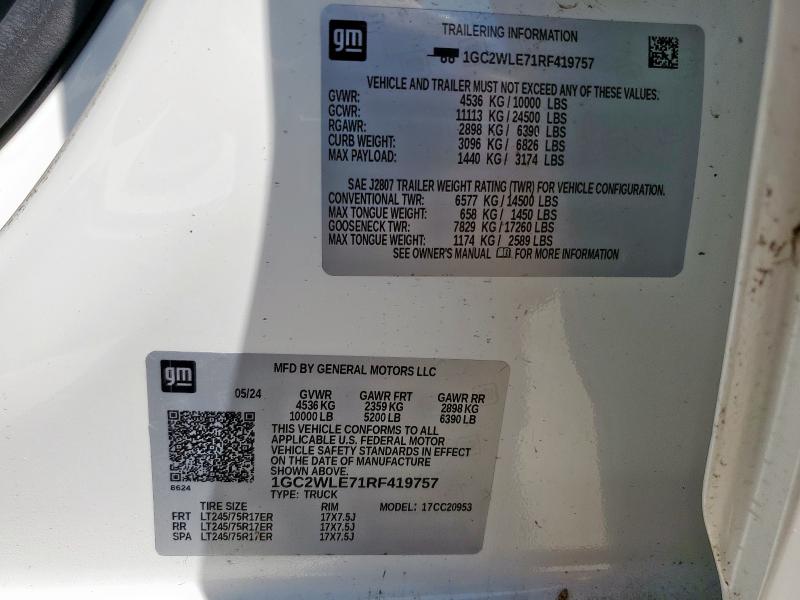 gm
TRAILERING INFORMATION
1GC2WLE71RF419757
VEHICLE AND TRAILER MUST NOT EXCEED ANY OF THESE VALUES.
GVWR: 4536 KG / 10000 LBS
GCWR: 11113 KG / 24500 LBS
RGAWR: 2898 KG / 6390 LBS
CURB WEIGHT: 3096 KG / 6826 LBS
MAX PAYLOAD: 1440 KG / 3174 LBS
SAE J2807 TRAILER WEIGHT RATING (TWR) FOR VEHICLE CONFIGURATION.
CONVENTIONAL TWR: 6577 KG / 14500 LBS
MAX TONGUE WEIGHT: 658 KG / 1450 LBS
GOOSENECK TWR: 7829 KG / 17260 LBS
MAX TONGUE WEIGHT: 1174 KG / 2589 LBS
SEE OWNER'S MANUAL FOR MORE INFORMATION
gm
MFD BY GENERAL MOTORS LLC
05/24 GVWR GAWR FRT GAWR RR
4536 KG 2359 KG 2898 KG
10000 LB 5200 LB 6390 LB
THIS VEHICLE CONFORMS TO ALL
APPLICABLE U.S. FEDERAL MOTOR
VEHICLE SAFETY STANDARDS IN EFFECT
ON THE DATE OF MANUFACTURE
SHOWN ABOVE.
1GC2WLE71RF419757
8624
TYPE: TRUCK
TIRE SIZE RIM MODEL: 17CC20953
FRT LT245/75R17ER 17X7.5J
RR LT245/75R17ER 17X7.5J
SPA LT245/75R17ER 17X7.5J